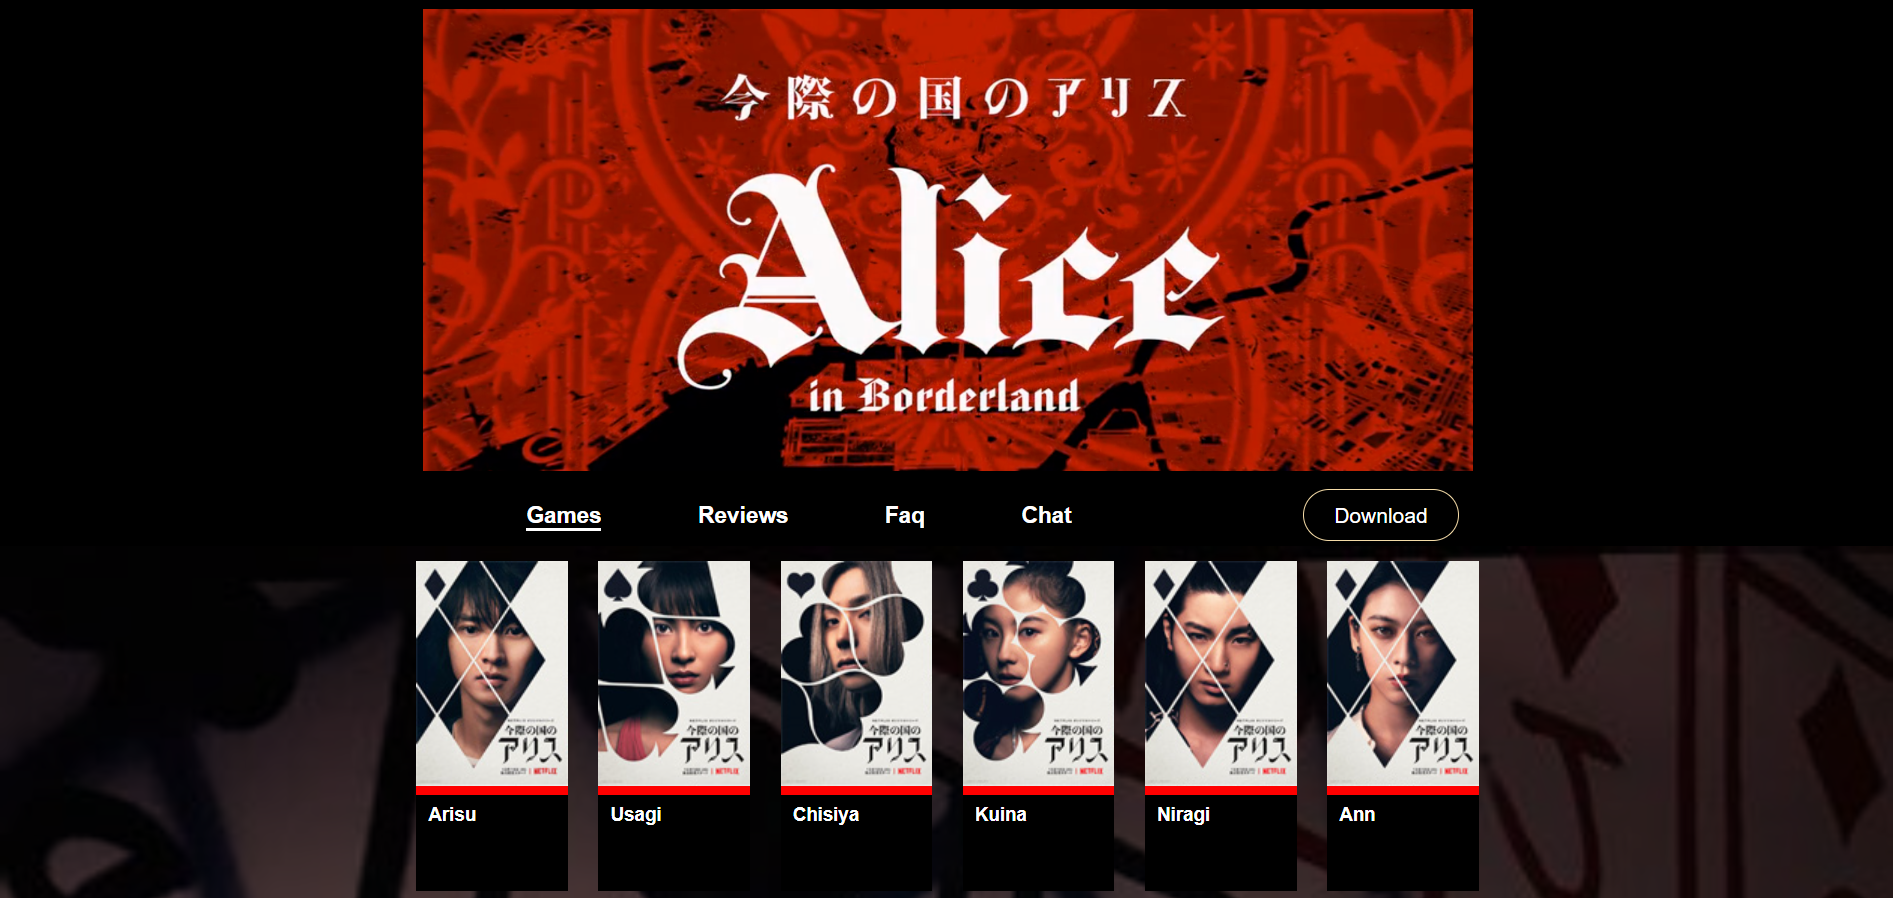 今際の国のアリス
Alice
in Borderland
Games Reviews Faq Chat Download
今際の国の
アリス
NETFLIX
今際の国の
アリス
NETFLIX
今際の国の
アリス
NETFLIX
今際の国の
アリス
NETFLIX
今際の国の
アリス
NETFLIX
今際の国の
アリス
NETFLIX
Arisu Usagi Chisiya Kuina Niragi Ann